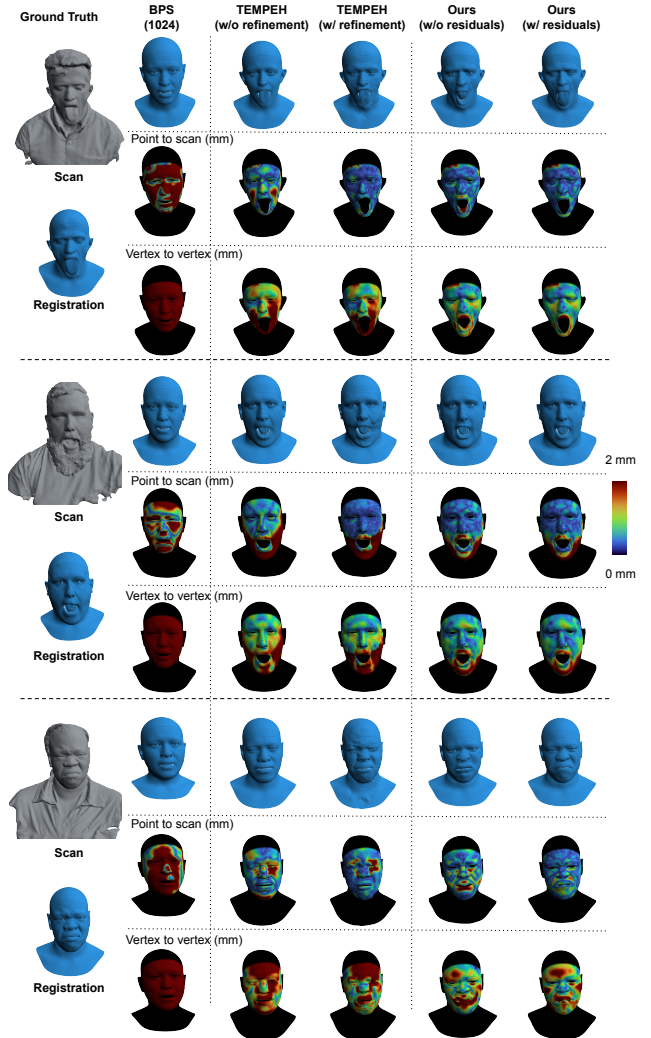 Ground Truth
BPS
(1024)
TEMPEH
(w/o refinement)
TEMPEH
(w/ refinement)
Ours
(w/o residuals)
Ours
(w/ residuals)
Point to scan (mm)
Scan
Vertex to vertex (mm)
Registration
2 mm
Point to scan (mm)
Scan
0 mm
Vertex to vertex (mm)
Registration
Point to scan (mm)
Scan
Vertex to vertex (mm)
Registration